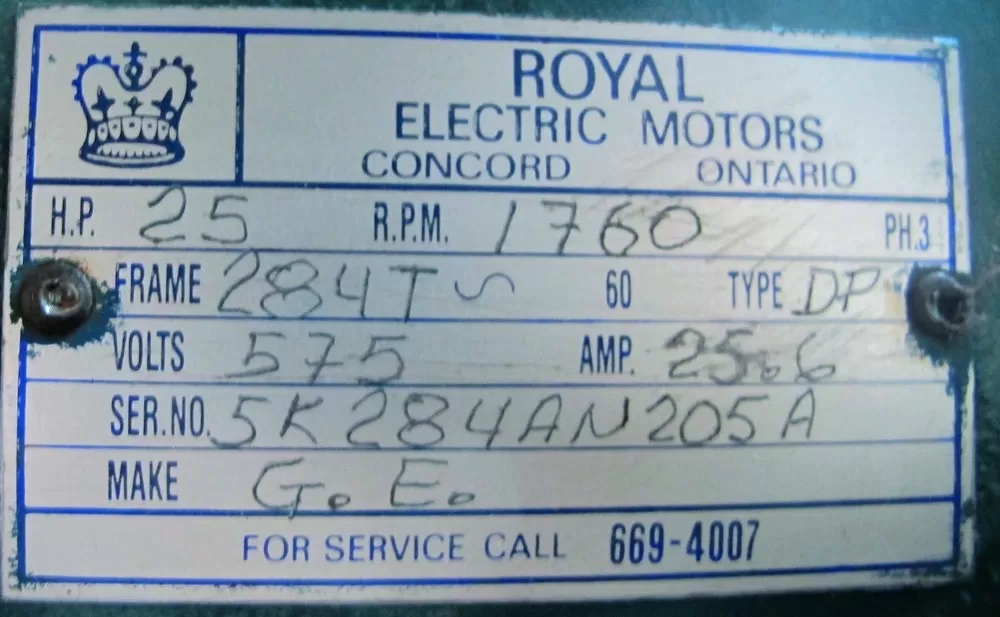 ROYAL
ELECTRIC MOTORS
CONCORD ONTARIO
H.P. 25 R.P.M. 1760 PH.3
FRAME 284T ~ 60 TYPE DP
VOLTS 575 AMP. 25.6
SER.NO. 5K284AN205A
MAKE G.E.
FOR SERVICE CALL 669-4007